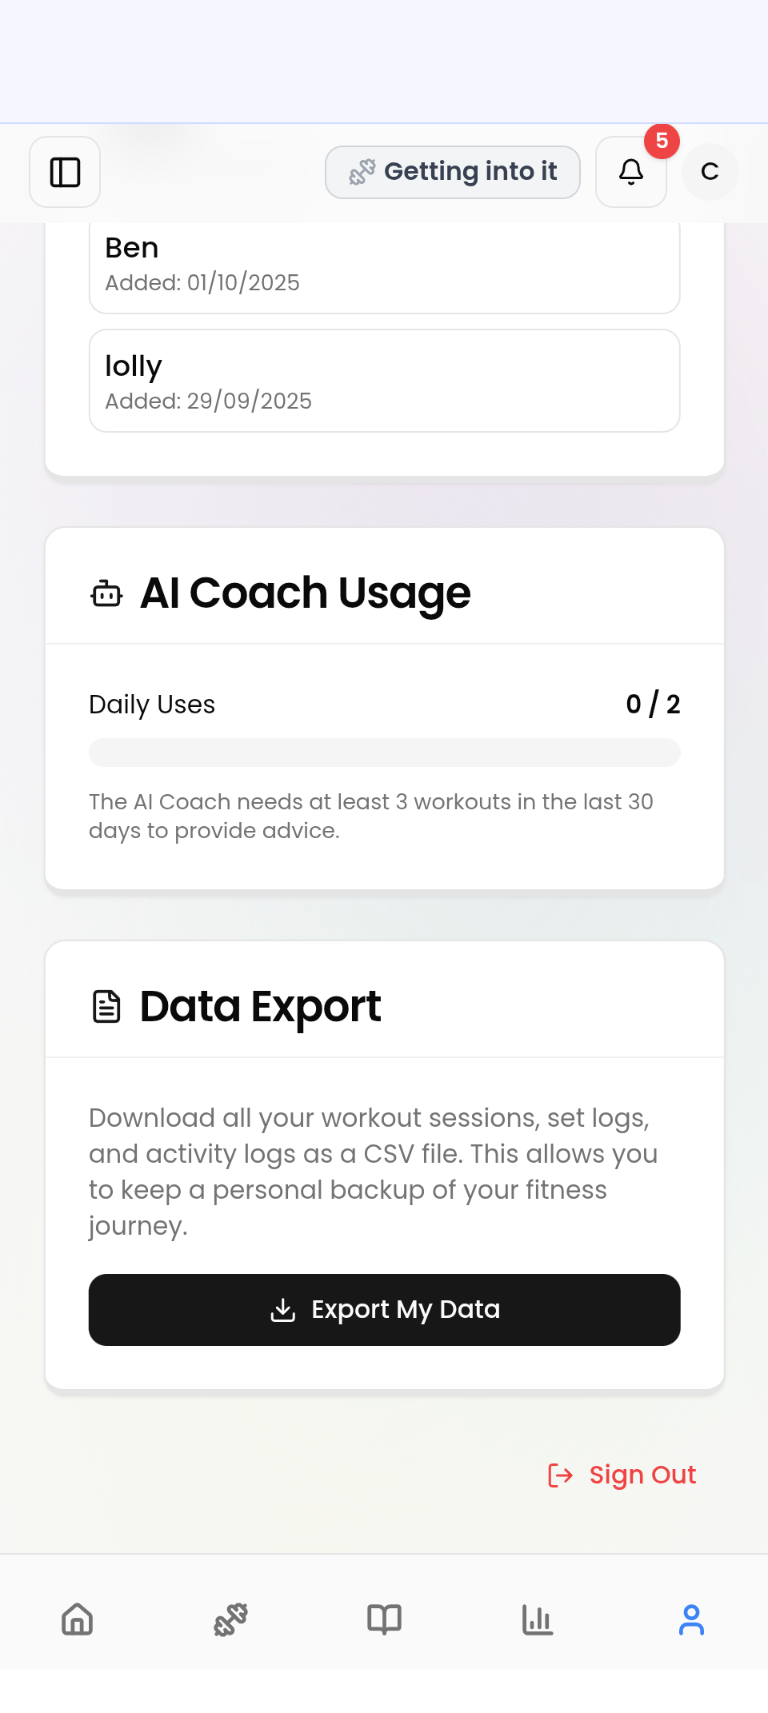 Getting into it
5
C
Ben
Added: 01/10/2025
lolly
Added: 29/09/2025
AI Coach Usage
Daily Uses
0 / 2
The AI Coach needs at least 3 workouts in the last 30
days to provide advice.
Data Export
Download all your workout sessions, set logs,
and activity logs as a CSV file. This allows you
to keep a personal backup of your fitness
journey.
Export My Data
Sign Out